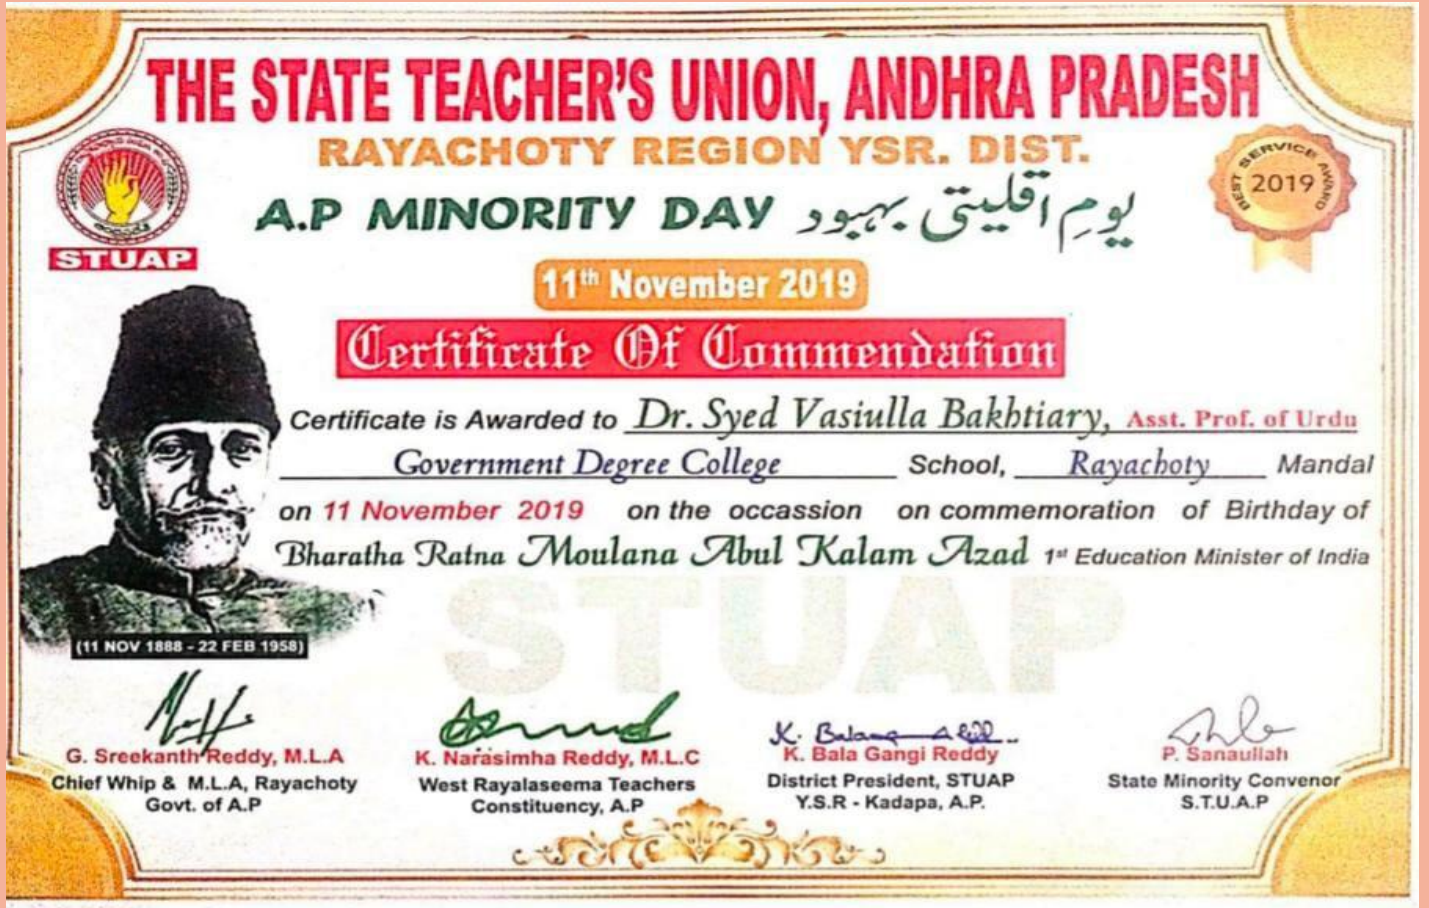 THE STATE TEACHER'S UNION, ANDHRA PRADESH
RAYACHOTY REGION YSR. DIST.
A.P MINORITY DAY یومِ اقلیتی بہبود
BEST SERVICE AWARD
2019
STUAP
11th November 2019
Certificate Of Commendation
Certificate is Awarded to Dr. Syed Vasiulla Bakhtiary, Asst. Prof. of Urdu
Government Degree College School, Rayachoty Mandal
on 11 November 2019 on the occassion on commemoration of Birthday of
Bharatha Ratna Moulana Abul Kalam Azad 1st Education Minister of India
STUAP
(11 NOV 1888 - 22 FEB 1958)
G. Sreekanth Reddy, M.L.A
Chief Whip & M.L.A, Rayachoty
Govt. of A.P
K. Narasimha Reddy, M.L.C
West Rayalaseema Teachers
Constituency, A.P
K. Bala Gangi Reddy
District President, STUAP
Y.S.R - Kadapa, A.P.
P. Sanaullah
State Minority Convenor
S.T.U.A.P